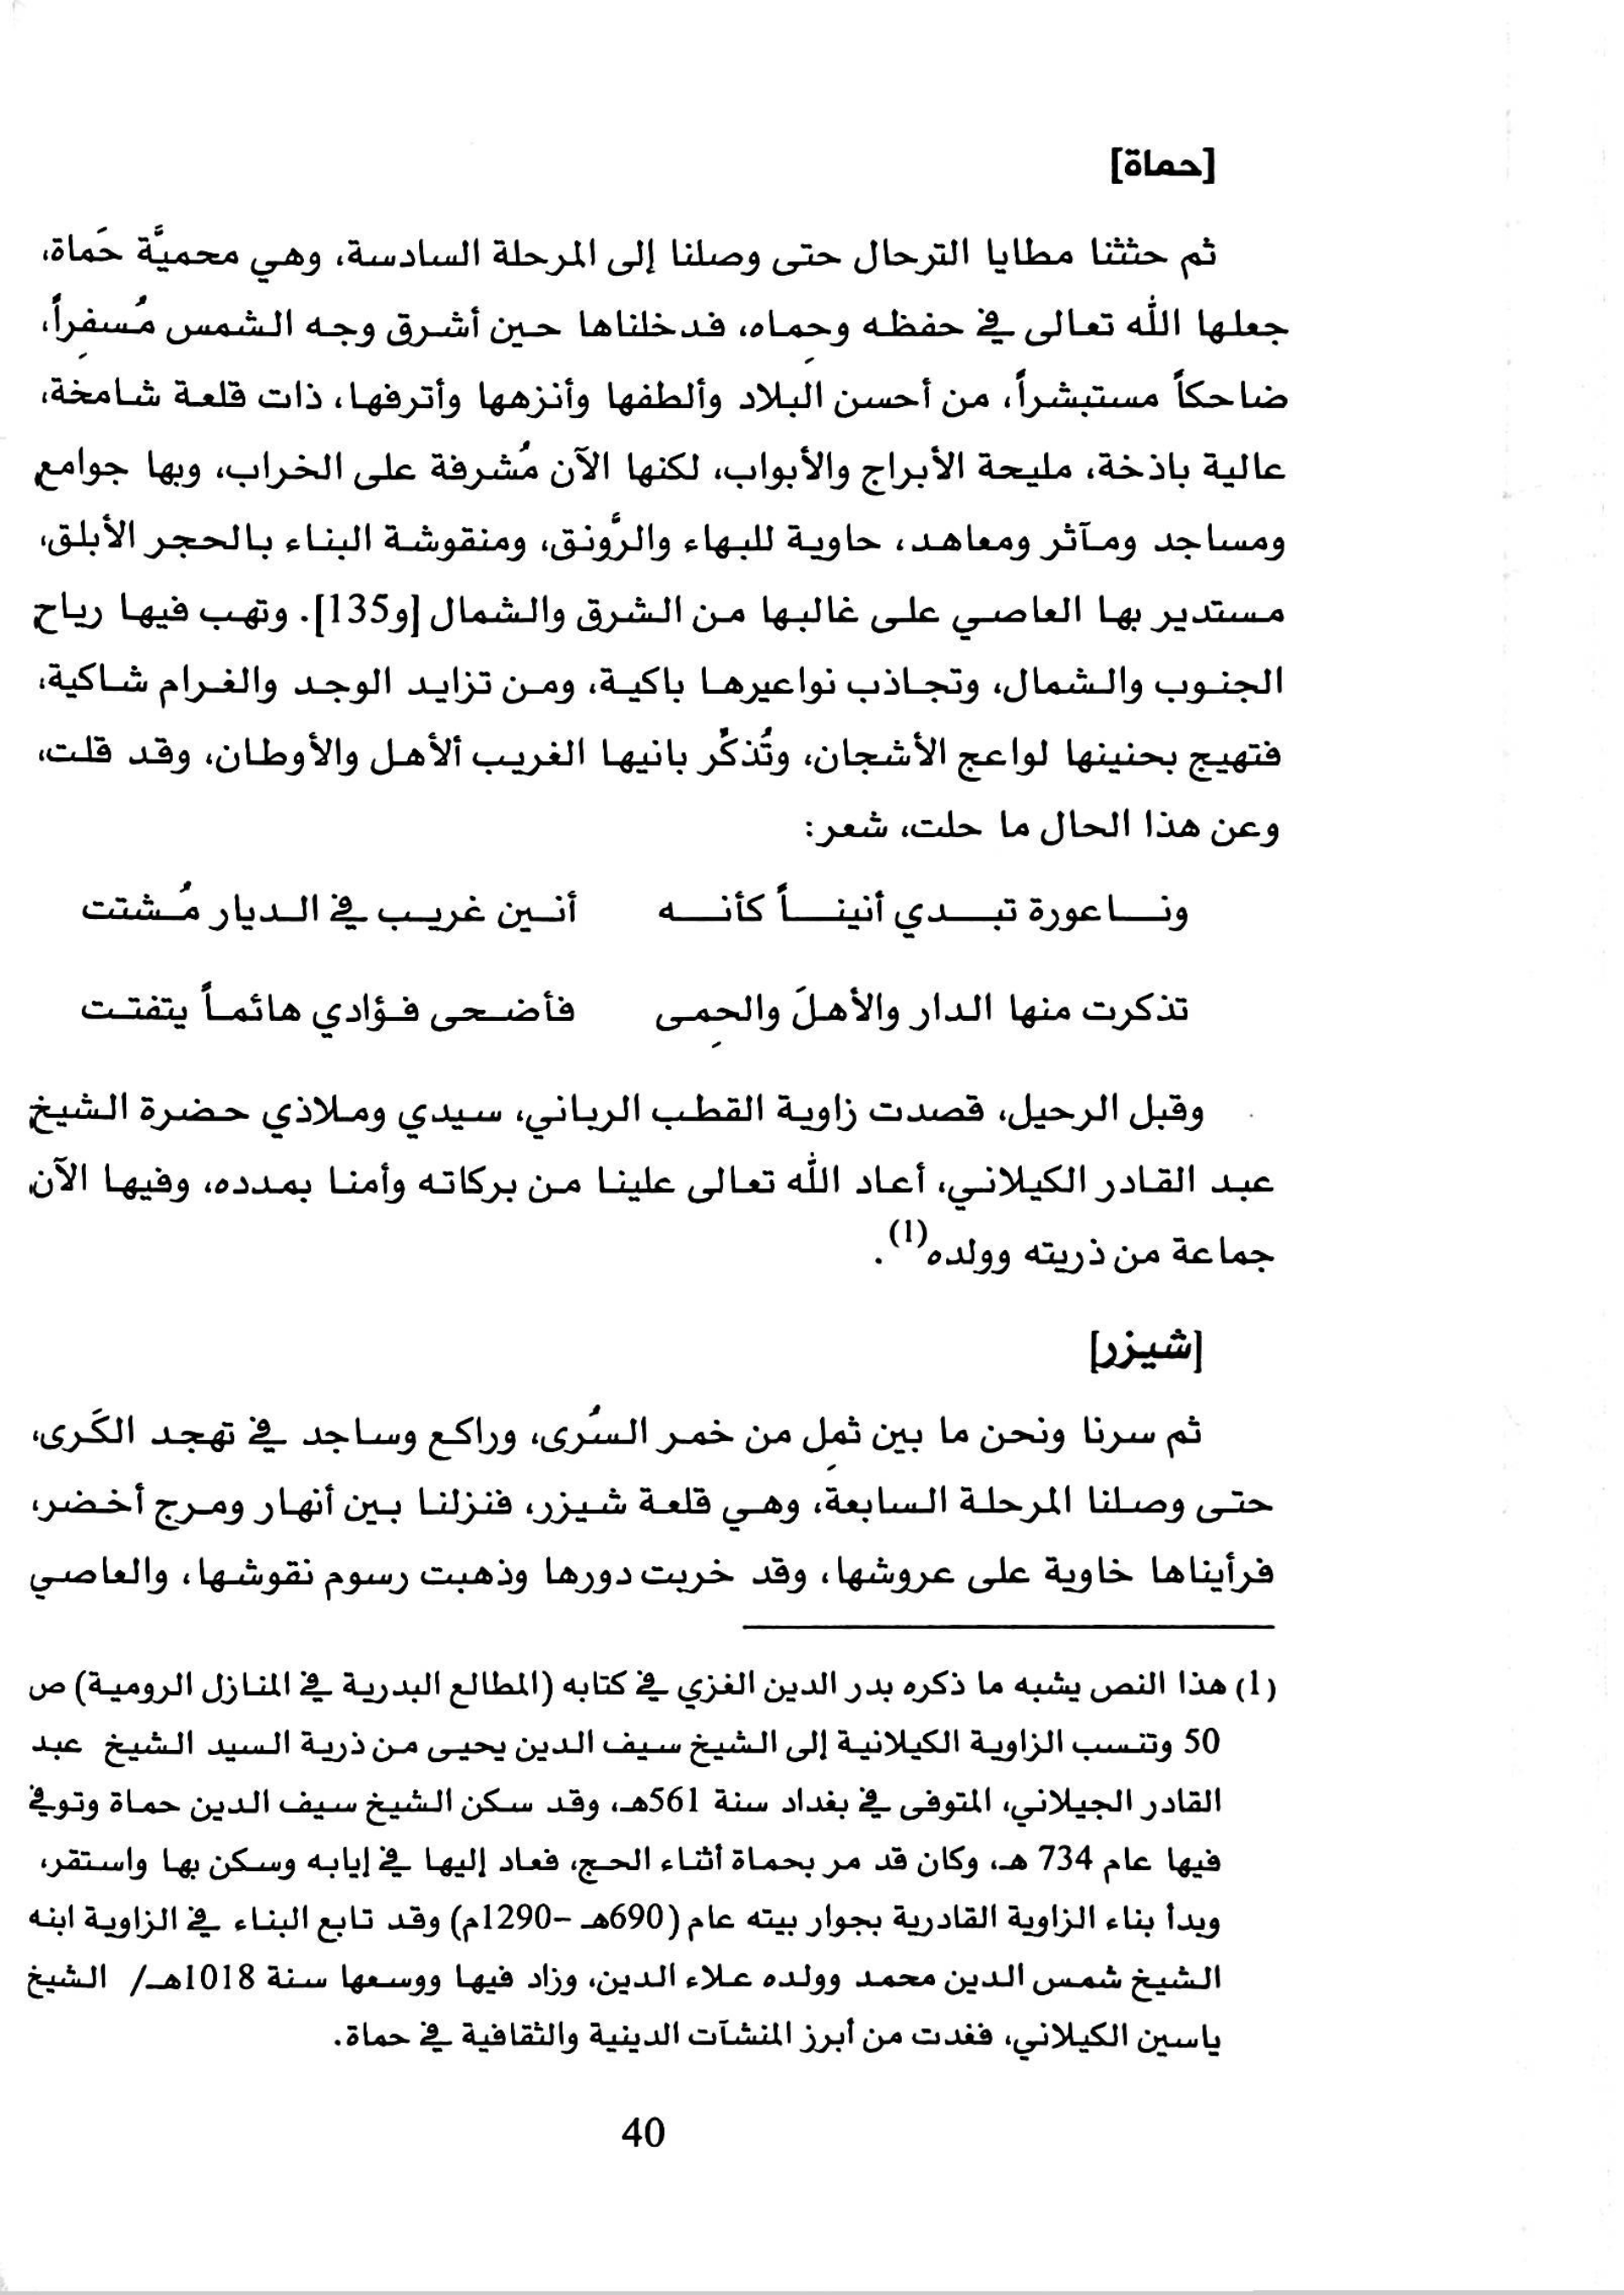 [حماة]
ثم حثثنا مطايا الترحال حتى وصلنا إلى المرحلة السادسة، وهي محميَّة حَماة،
جعلها الله تعالى في حفظه وحِماه، فدخلناها حين أشرق وجه الشمس مُسفِراً،
ضاحكاً مستبشراً، من أحسن البلاد وألطفها وأنزهها وأترفها، ذات قلعة شامخة،
عالية باذخة، مليحة الأبراج والأبواب، لكنها الآن مُشرفة على الخراب، وبها جوامع
ومساجد ومآثر ومعاهد، حاوية للبهاء والرَّونق، ومنقوشة البناء بالحجر الأبلق،
مستدير بها العاصي على غالبها من الشرق والشمال [و135]. وتهب فيها رياح
الجنوب والشمال، وتجاذب نواعيرها باكية، ومن تزايد الوجد والغرام شاكية،
فتهيج بحنينها لواعج الأشجان، وتُذكِّر بانيها الغريب ألأهل والأوطان، وقد قلت،
وعن هذا الحال ما حلت، شعر:
وناعورة تبدي أنيناً كأنه أنين غريب في الديار مُشتت
تذكرت منها الدار والأهلَ والحِمى فأضحى فؤادي هائماً يتفتت
وقبل الرحيل، قصدت زاوية القطب الرباني، سيدي وملاذي حضرة الشيخ
عبد القادر الكيلاني، أعاد الله تعالى علينا من بركاته وأمنا بمدده، وفيها الآن
جماعة من ذريته وولده(1).
[شيزر]
ثم سرنا ونحن ما بين ثمِل من خمر السُرى، وراكع وساجد في تهجد الكَرى،
حتى وصلنا المرحلة السابعة، وهي قلعة شيزر، فنزلنا بين أنهار ومرج أخضر،
فرأيناها خاوية على عروشها، وقد خربت دورها وذهبت رسوم نقوشها، والعاصي
(1) هذا النص يشبه ما ذكره بدر الدين الغزي في كتابه (المطالع البدرية في المنازل الرومية) ص
50 وتنسب الزاوية الكيلانية إلى الشيخ سيف الدين يحيى من ذرية السيد الشيخ عبد
القادر الجيلاني، المتوفى في بغداد سنة 561هـ، وقد سكن الشيخ سيف الدين حماة وتوفي
فيها عام 734 هـ، وكان قد مر بحماة أثناء الحج، فعاد إليها في إيابه وسكن بها واستقر،
وبدأ بناء الزاوية القادرية بجوار بيته عام (690هـ -1290م) وقد تابع البناء في الزاوية ابنه
الشيخ شمس الدين محمد وولده علاء الدين، وزاد فيها ووسعها سنة 1018هـ/ الشيخ
ياسين الكيلاني، فغدت من أبرز المنشآت الدينية والثقافية في حماة.
40